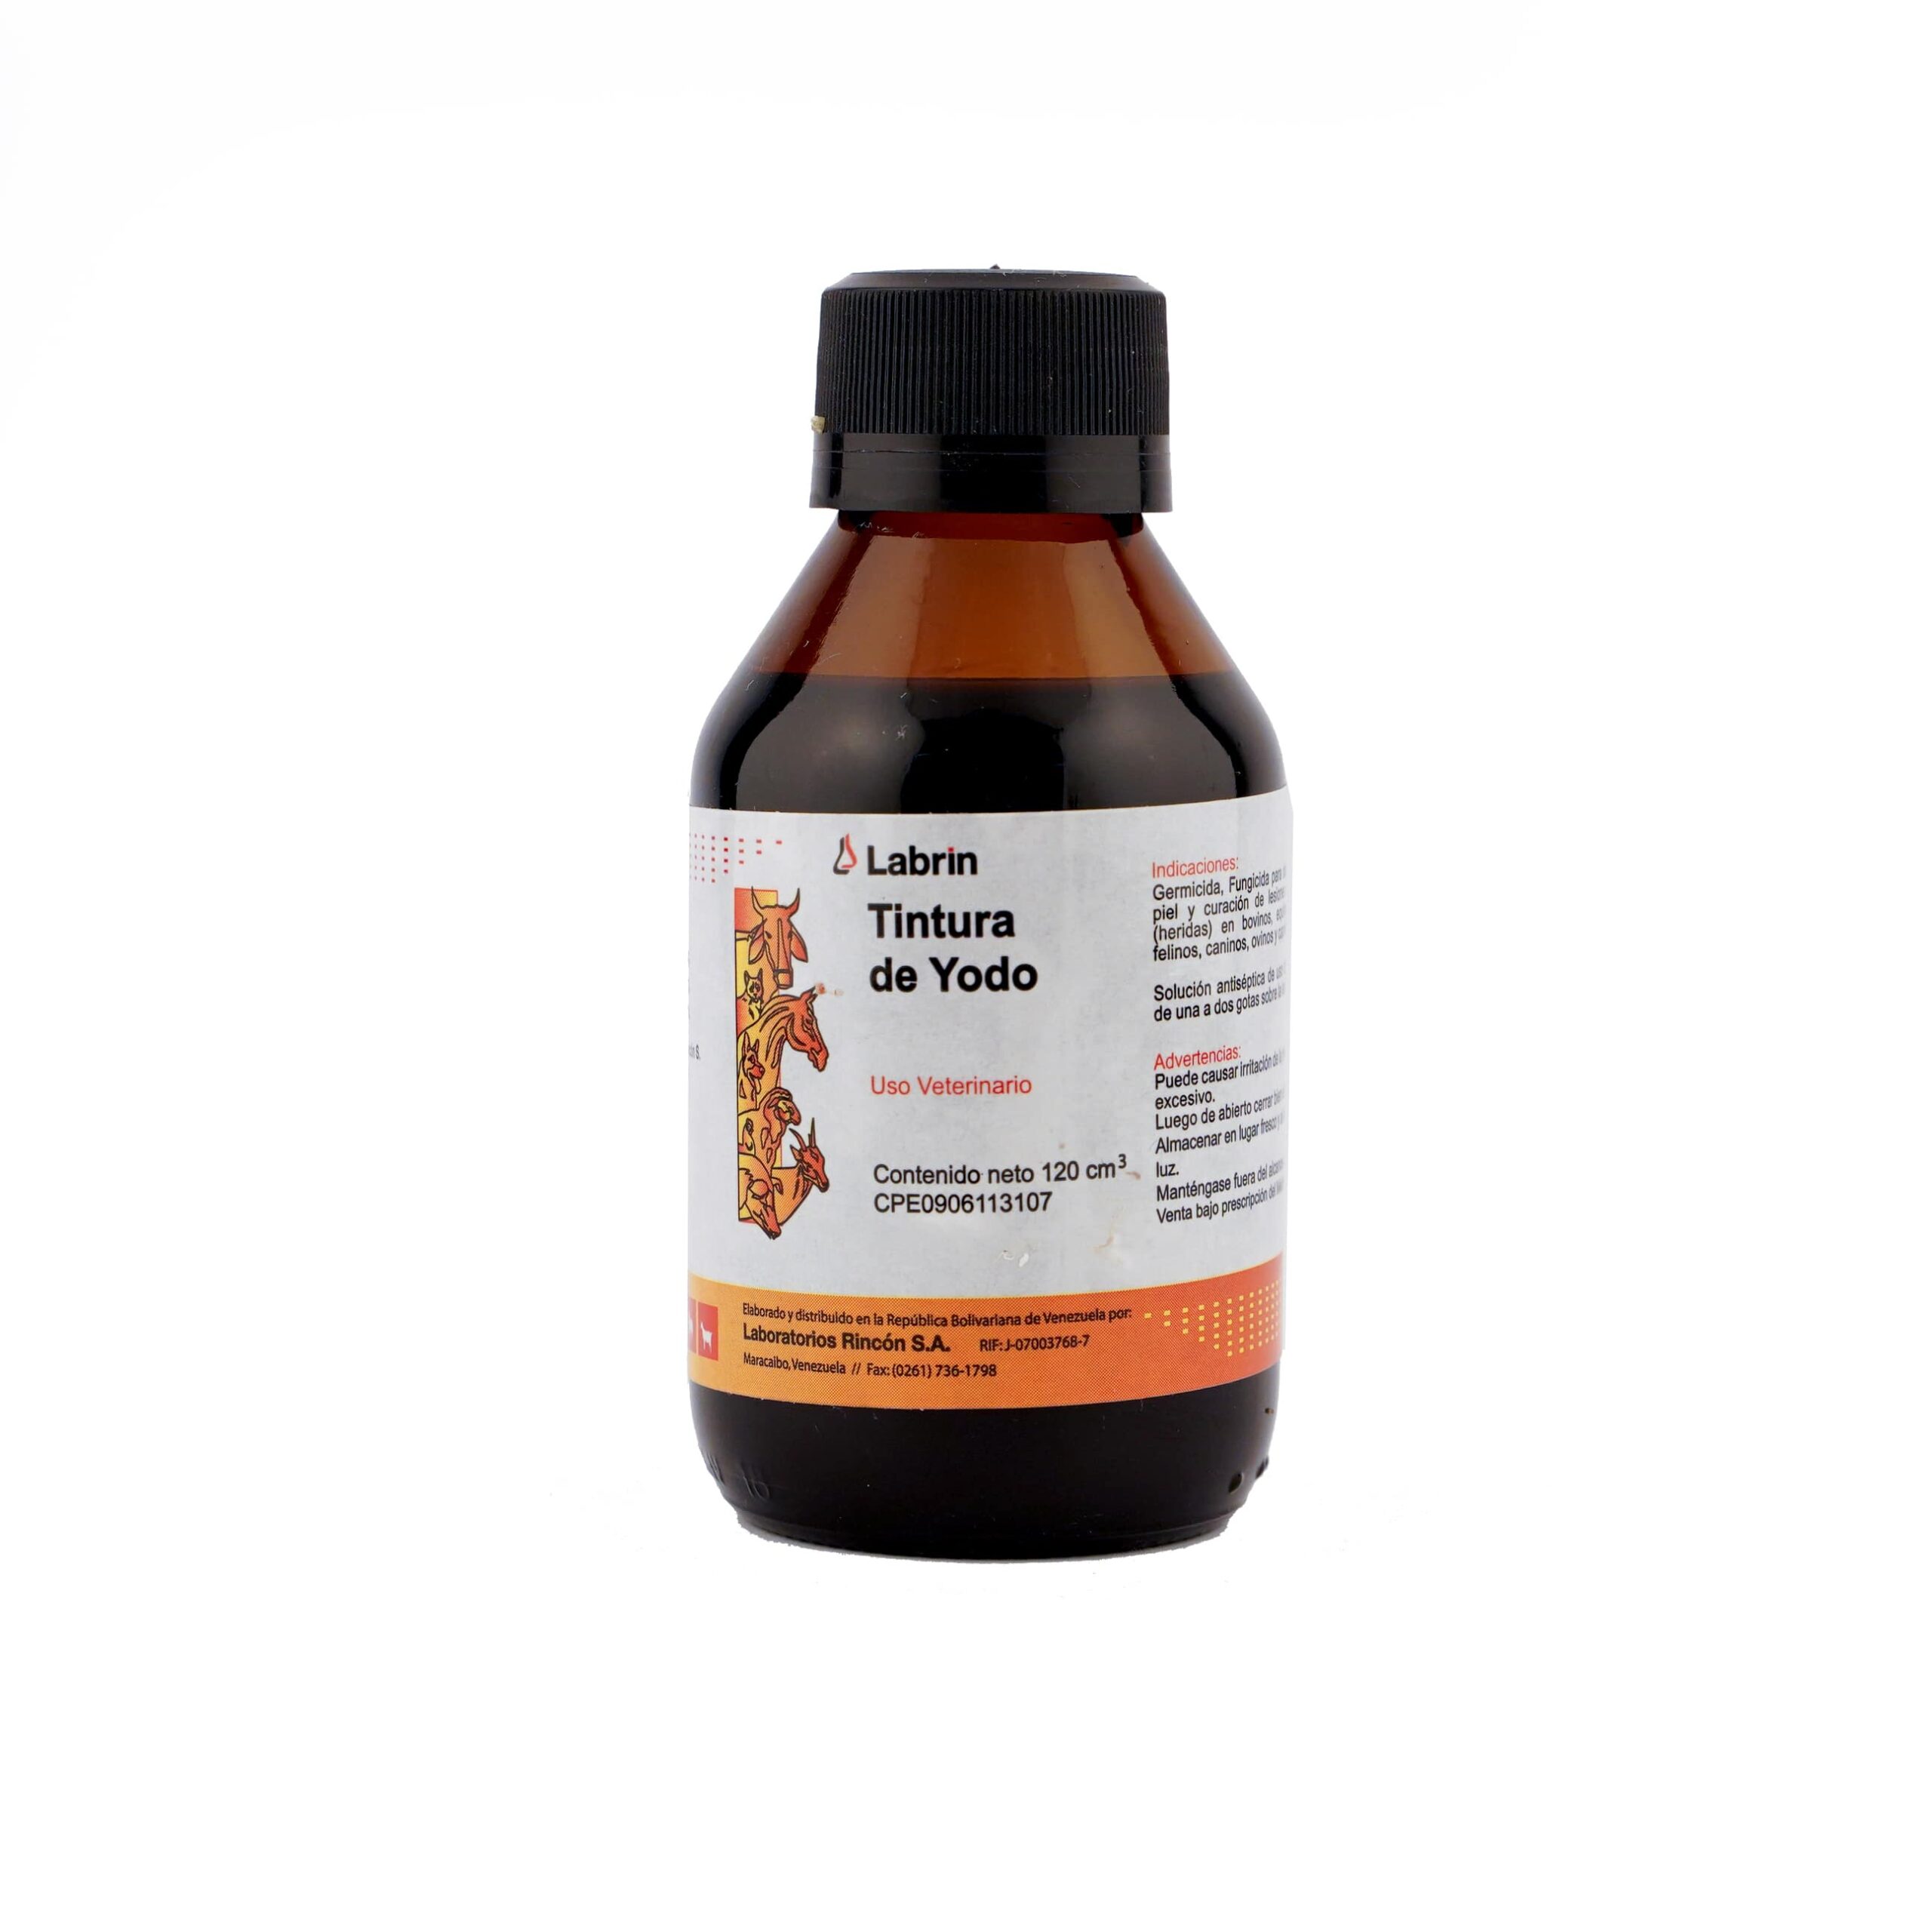 Labrin
Tintura
de Yodo
Uso Veterinario
Contenido neto 120 cm³
CPE0906113107
Indicaciones:
Germicida, Fungicida para
piel y curación de
(heridas) en bovinos,
felinos, caninos, ovinos y
Solución antiséptica de
de una a dos gotas sobre
Advertencias:
Puede causar irritación de
excesivo.
Luego de abierto cerrar
Almacenar en lugar fresco
luz.
Manténgase fuera del
Venta bajo prescripción del
Elaborado y distribuido en la República Bolivariana de Venezuela por:
Laboratorios Rincón S.A. RIF: J-07003768-7
Maracaibo, Venezuela // Fax: (0261) 736-1798